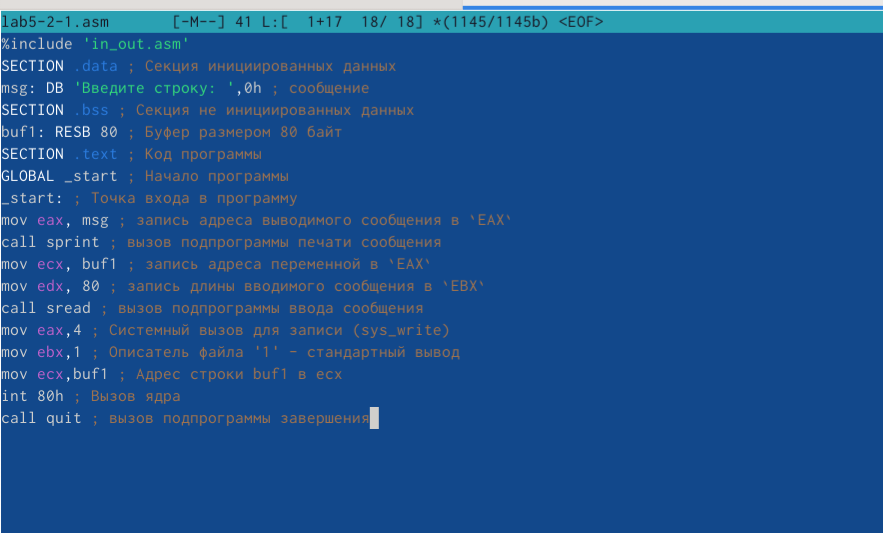 lab5-2-1.asm       [-M--] 41 L:[  1+17  18/ 18] *(1145/1145b) <EOF>
%include 'in_out.asm'
SECTION .data ; Секция инициированных данных
msg: DB 'Введите строку: ',0h ; сообщение
SECTION .bss ; Секция не инициированных данных
buf1: RESB 80 ; Буфер размером 80 байт
SECTION .text ; Код программы
GLOBAL _start ; Начало программы
_start: ; Точка входа в программу
mov eax, msg ; запись адреса выводимого сообщения в `EAX`
call sprint ; вызов подпрограммы печати сообщения
mov ecx, buf1 ; запись адреса переменной в `EAX`
mov edx, 80 ; запись длины вводимого сообщения в `EBX`
call sread ; вызов подпрограммы ввода сообщения
mov eax,4 ; Системный вызов для записи (sys_write)
mov ebx,1 ; Описатель файла '1' - стандартный вывод
mov ecx,buf1 ; Адрес строки buf1 в ecx
int 80h ; Вызов ядра
call quit ; вызов подпрограммы завершения